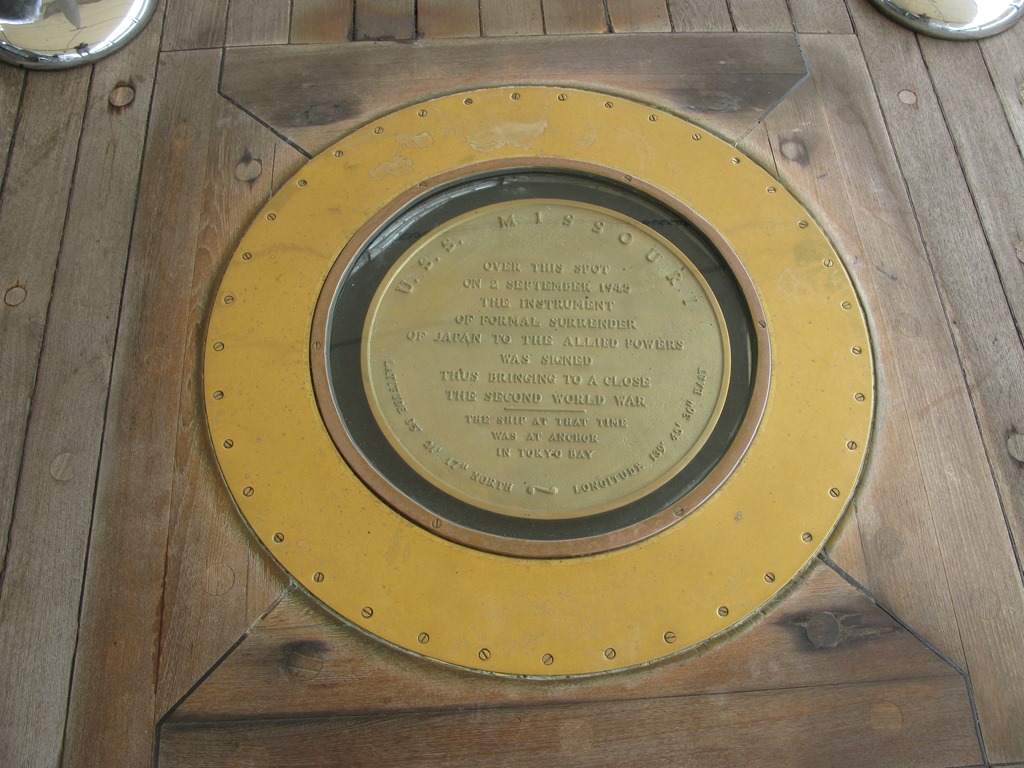 U.S.S. MISSOURI
OVER THIS SPOT
ON 2 SEPTEMBER 1945
THE INSTRUMENT
OF FORMAL SURRENDER
OF JAPAN TO THE ALLIED POWERS
WAS SIGNED
THUS BRINGING TO A CLOSE
THE SECOND WORLD WAR
THE SHIP AT THAT TIME
WAS AT ANCHOR
IN TOKYO BAY
LATITUDE 35° 21' 17" NORTH LONGITUDE 139° 45' 36" EAST